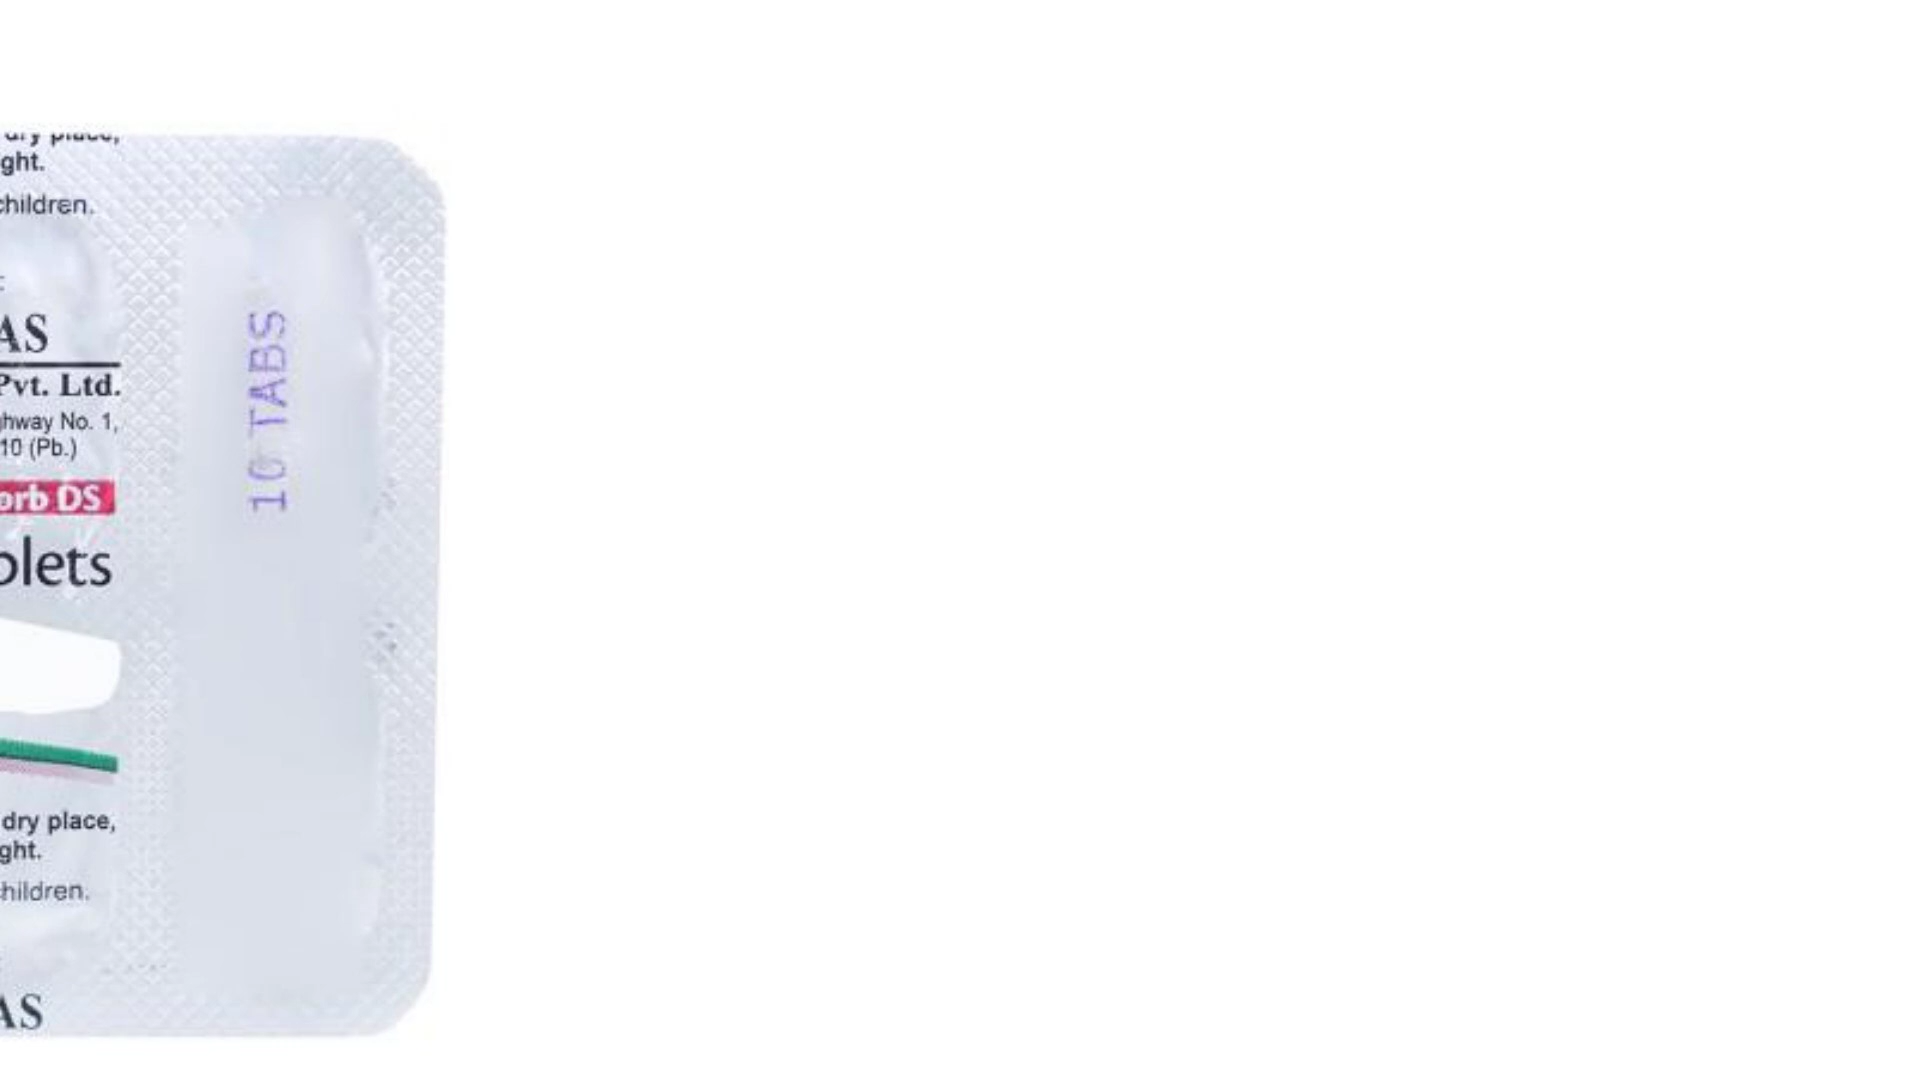 dry place,
ght.
children.
AS
Pvt. Ltd.
ghway No. 1,
10 (Pb.)
orb DS
blets
dry place,
ght.
children.
AS
10 TABS